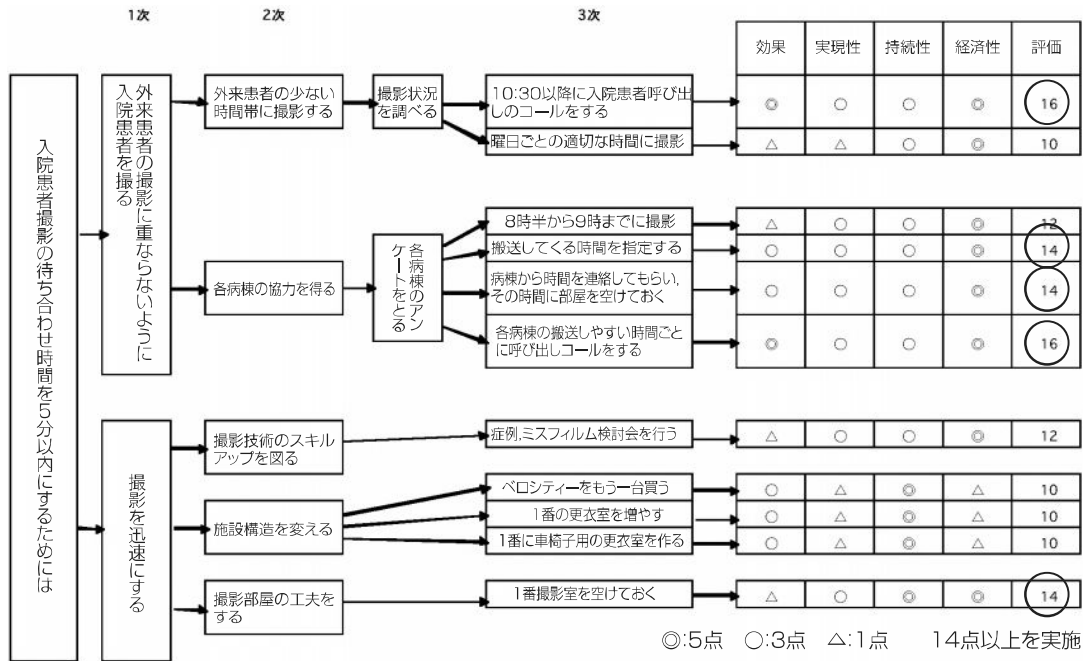 1次
2次
3次
効果
実現性
持続性
経済性
評価
入院患者撮影の待ち合わせ時間を5分以内にするためには
外来患者の撮影に重ならないように
入院患者を撮る
外来患者の少ない
時間帯に撮影する
撮影状況
を調べる
10:30以降に入院患者呼び出
しのコールをする
◎
○
○
◎
16
曜日ごとの適切な時間に撮影
△
△
○
◎
10
各病棟の協力を得る
各病棟のアン
ケートをとる
8時半から9時までに撮影
△
○
○
◎
12
搬送してくる時間を指定する
○
○
○
◎
14
病棟から時間を連絡してもらい,
その時間に部屋を空けておく
○
○
○
◎
14
各病棟の搬送しやすい時間ごと
に呼び出しコールをする
◎
○
○
◎
16
撮影を迅速にする
撮影技術のスキル
アップを図る
症例,ミスフィルム検討会を行う
△
○
○
◎
12
施設構造を変える
ベロシティーをもう一台買う
○
△
◎
△
10
1番の更衣室を増やす
○
△
◎
△
10
1番に車椅子用の更衣室を作る
○
△
◎
△
10
撮影部屋の工夫を
する
1番撮影室を空けておく
△
○
◎
◎
14
◎:5点 ○:3点 △:1点 14点以上を実施